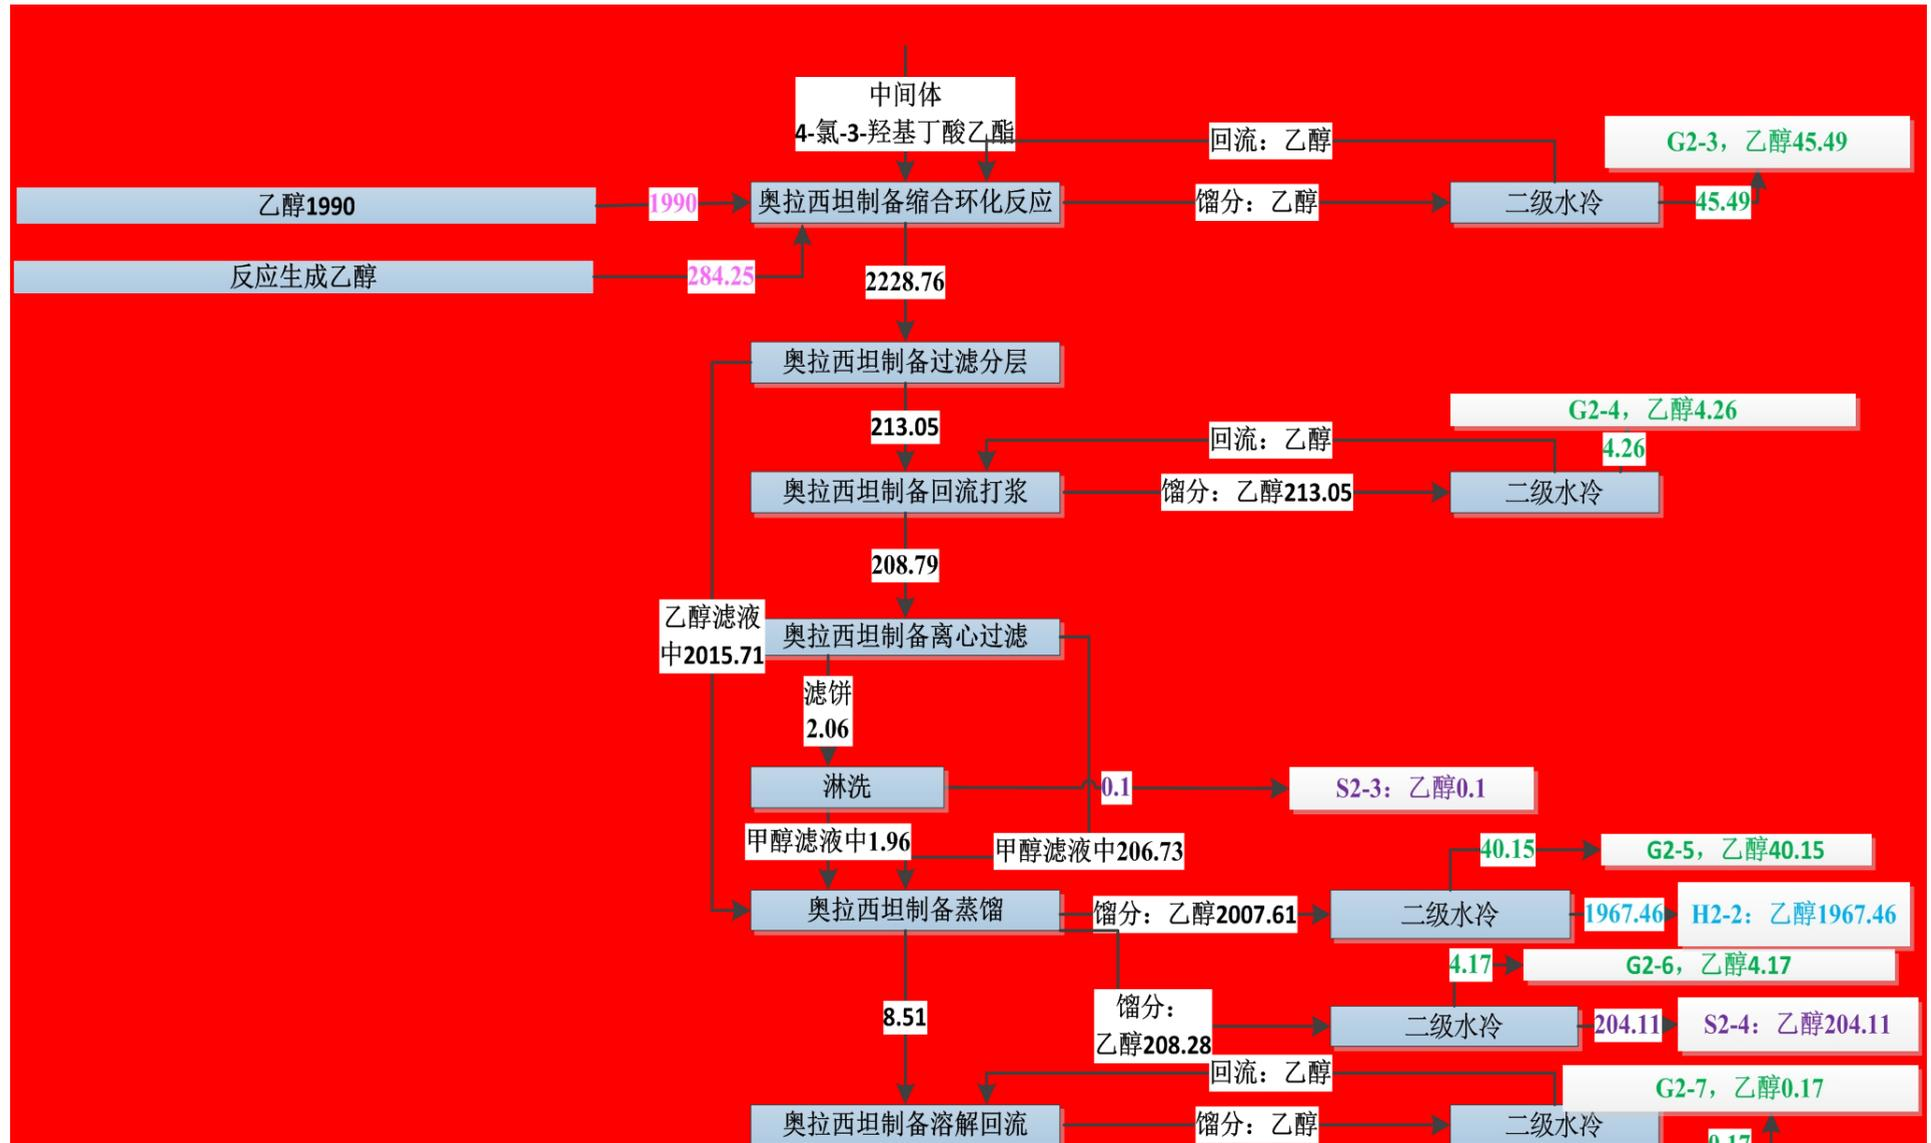 中间体
4-氯-3-羟基丁酸乙酯
回流：乙醇
G2-3，乙醇45.49
乙醇1990
1990
奥拉西坦制备缩合环化反应
馏分：乙醇
二级水冷
45.49
反应生成乙醇
284.25
2228.76
奥拉西坦制备过滤分层
213.05
G2-4，乙醇4.26
回流：乙醇
4.26
奥拉西坦制备回流打浆
馏分：乙醇213.05
二级水冷
208.79
乙醇滤液
中2015.71
奥拉西坦制备离心过滤
滤饼
2.06
淋洗
0.1
S2-3：乙醇0.1
甲醇滤液中1.96
甲醇滤液中206.73
40.15
G2-5，乙醇40.15
奥拉西坦制备蒸馏
馏分：乙醇2007.61
二级水冷
1967.46
H2-2：乙醇1967.46
4.17
G2-6，乙醇4.17
8.51
馏分：
乙醇208.28
二级水冷
204.11
S2-4：乙醇204.11
回流：乙醇
G2-7，乙醇0.17
奥拉西坦制备溶解回流
馏分：乙醇
二级水冷
0.17